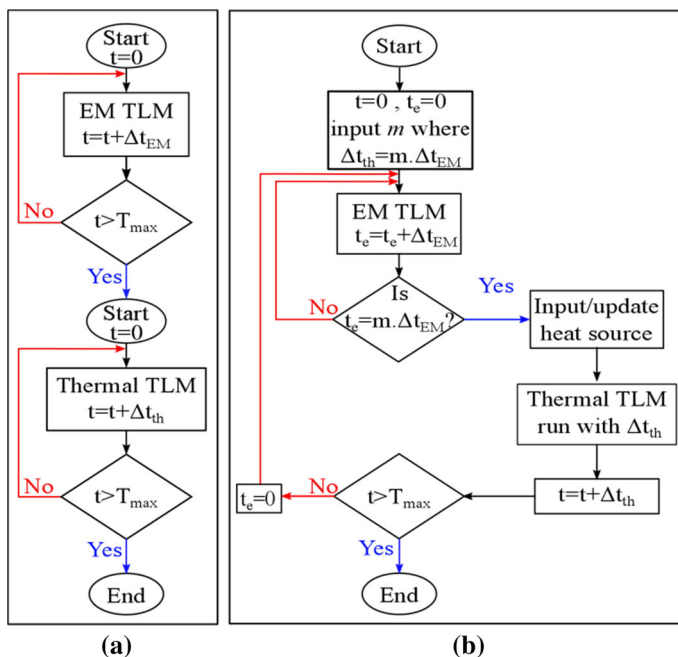 Start
t=0
EM TLM
t=t+Δt_EM
No
t>T_max
Yes
Start
t=0
Thermal TLM
t=t+Δt_th
No
t>T_max
Yes
End
(a)
Start
t=0 , t_e=0
input m where
Δt_th=m.Δt_EM
EM TLM
t_e=t_e+Δt_EM
Is
t_e=m.Δt_EM?
No
Yes
Input/update
heat source
Thermal TLM
run with Δt_th
t=t+Δt_th
t>T_max
No
t_e=0
Yes
End
(b)